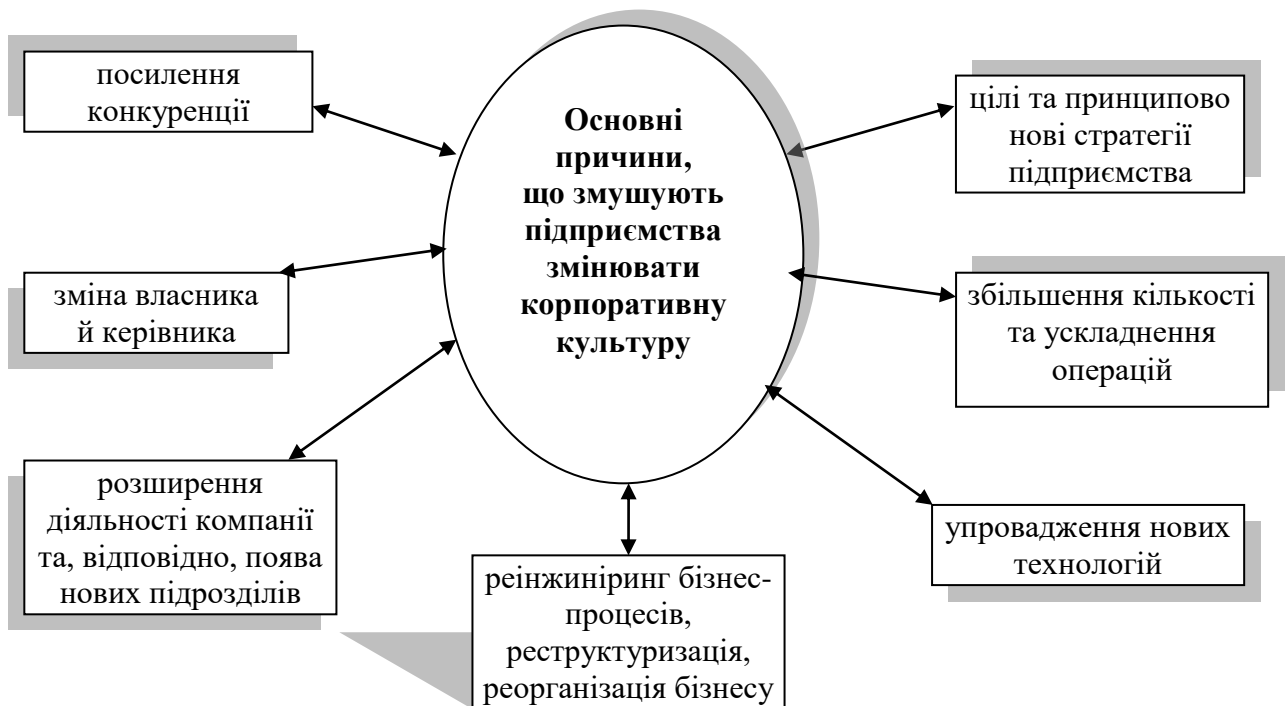 посилення
конкуренції
Основні
причини,
що змушують
підприємства
змінювати
корпоративну
культуру
цілі та принципово
нові стратегії
підприємства
зміна власника
й керівника
збільшення кількості
та ускладнення
операцій
розширення
діяльності компанії
та, відповідно, поява
нових підрозділів
реінжиніринг бізнес-
процесів,
реструктуризація,
реорганізація бізнесу
упровадження нових
технологій